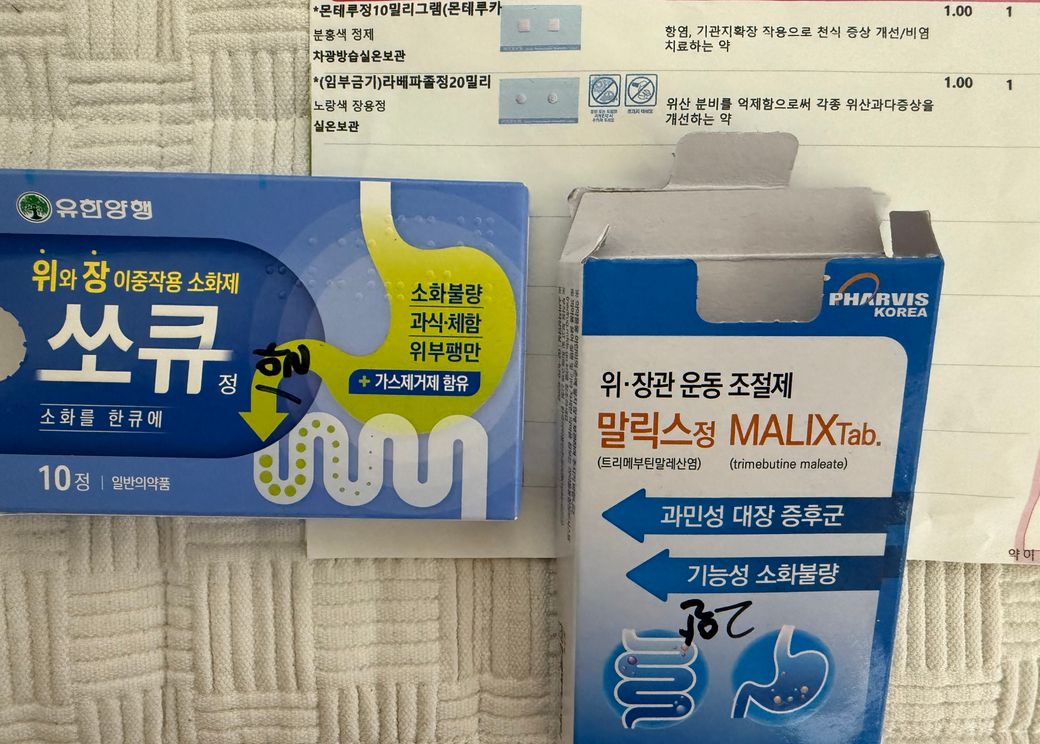 *몬테루정10밀리그램(몬테루카
분홍색 정제
차광방습실온보관
항염, 기관지확장 작용으로 천식 증상 개선/비염
치료하는 약
1.00 1
*(임부금기)라베파졸정20밀리
노랑색 장용정
실온보관
위산 분비를 억제함으로써 각종 위산과다증상을
개선하는 약
1.00 1
약 이
유한양행
위와 장 이중작용 소화제
쏘큐정
소화를 한큐에
10정 | 일반의약품
소화불량
과식·체함
위부팽만
+ 가스제거제 함유
PHARVIS
KOREA
위·장관 운동 조절제
말릭스정 MALIX Tab.
(트리메부틴말레산염) (trimebutine maleate)
과민성 대장 증후군
기능성 소화불량